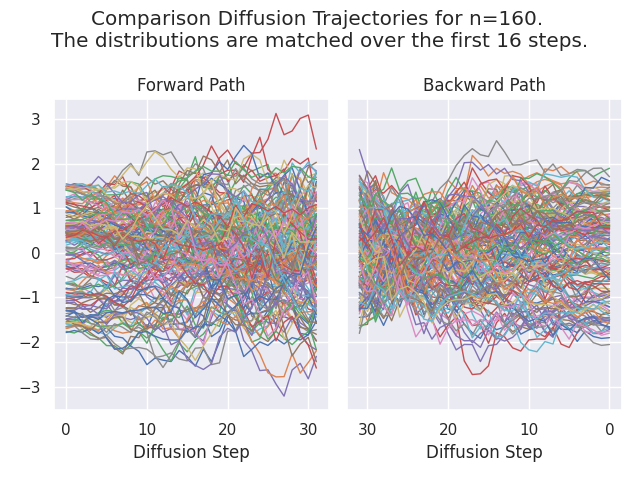 Comparison Diffusion Trajectories for n=160.
The distributions are matched over the first 16 steps.
Forward Path
Backward Path
3
2
1
0
−1
−2
−3
0 10 20 30
30 20 10 0
Diffusion Step
Diffusion Step